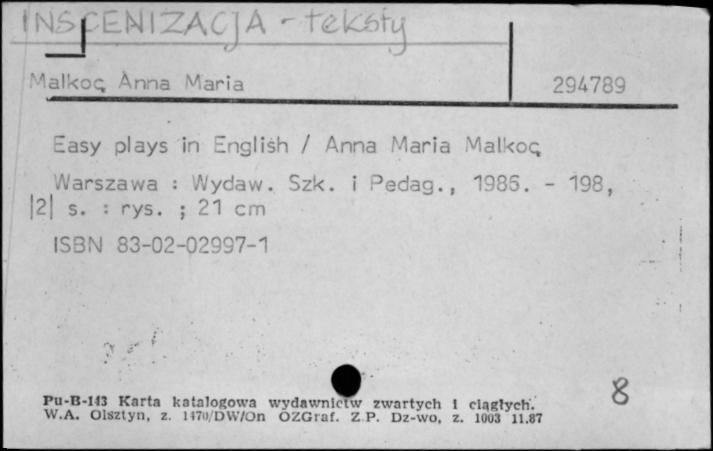 INSCENIZACJA - teksty
Malkoç Anna Maria 294789
Easy plays in English / Anna Maria Malkoç
Warszawa : Wydaw. Szk. i Pedag., 1986. - 198,
|2| s. : rys. ; 21 cm
ISBN 83-02-02997-1
8
Pu-B-143 Karta katalogowa wydawnictw zwartych i ciągłych.
W.A. Olsztyn, z. 1470/DW/On OZGraf. Z.P. Dz-wo, z. 1003 11.87